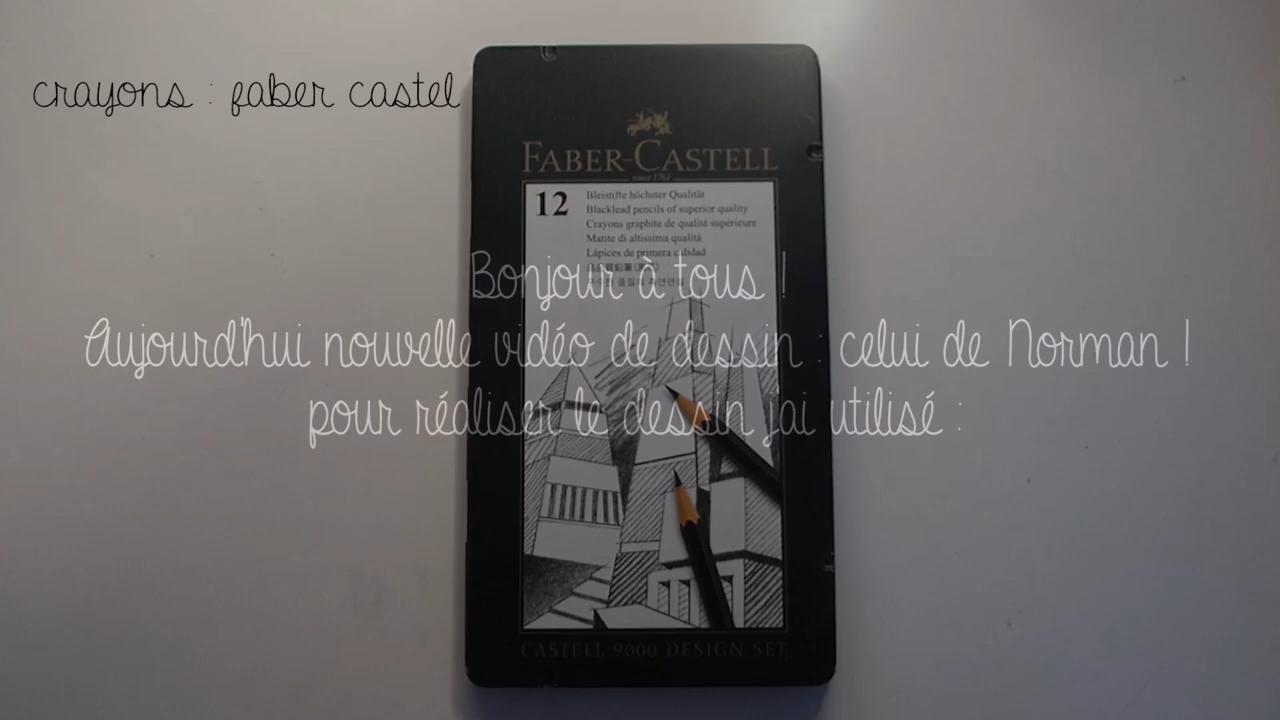 crayons : faber castel
FABER-CASTELL
since 1761
12
Bleistifte höchster Qualität
Blacklead pencils of superior quality
Crayons graphite de qualité supérieure
Matite di altissima qualità
Lápices de primera calidad
Bonjour à tous !
Aujourd'hui nouvelle vidéo de dessin : celui de Norman !
pour réaliser le dessin j'ai utilisé :
CASTELL 9000 DESIGN SET